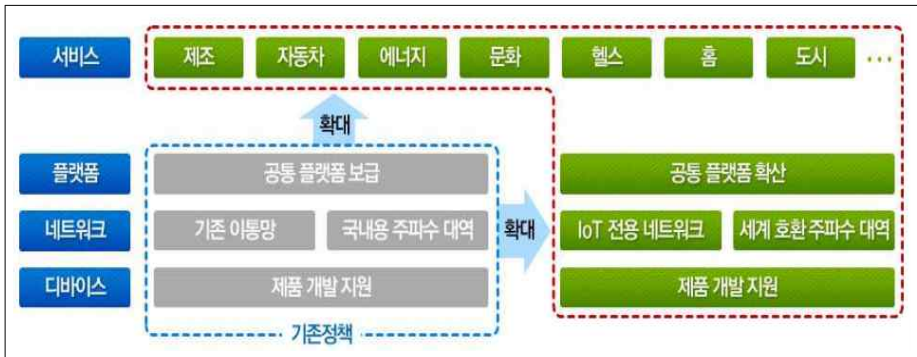 서비스 제조 자동차 에너지 문화 헬스 홈 도시 ···
확대
플랫폼 공통 플랫폼 보급 공통 플랫폼 확산
네트워크 기존 이통망 국내용 주파수 대역 확대 IoT 전용 네트워크 세계 호환 주파수 대역
디바이스 제품 개발 지원 제품 개발 지원
기존정책